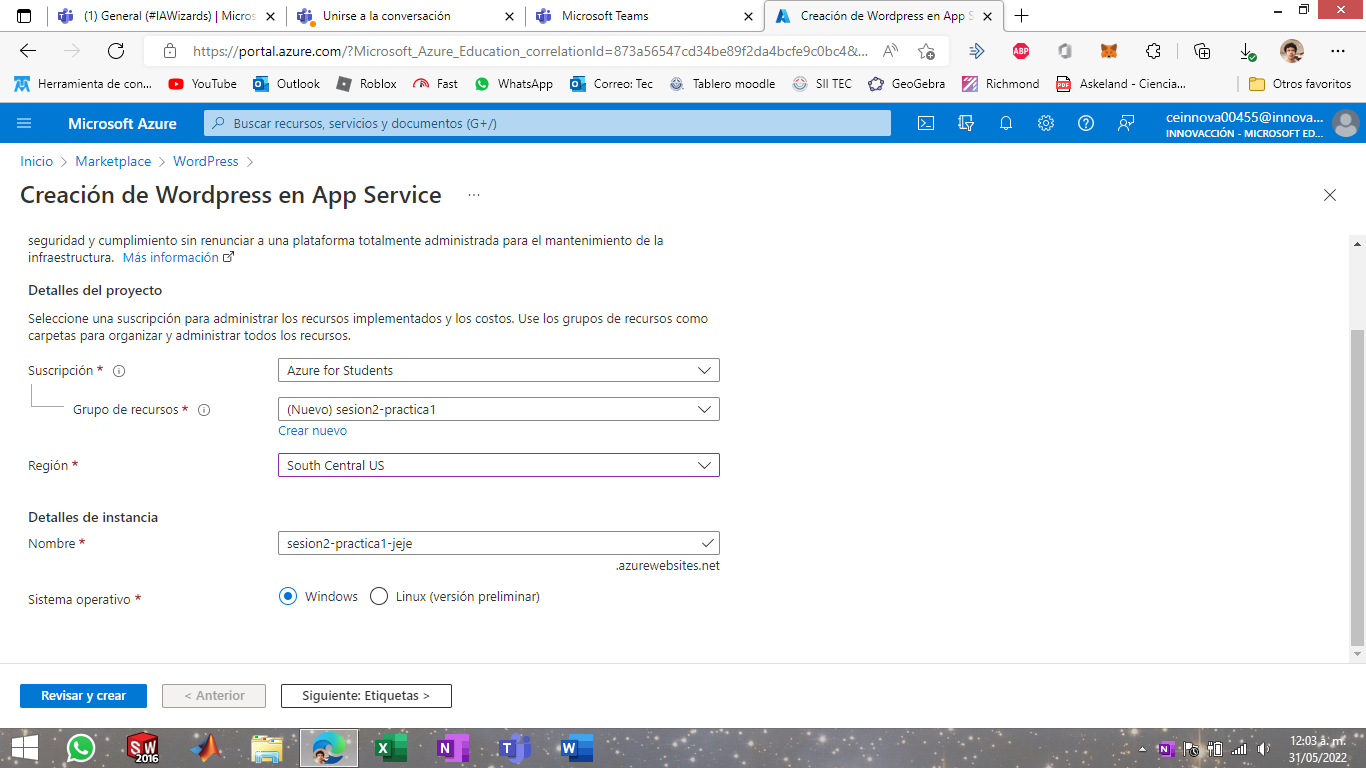 (1) General (#IAWizards) | Micros
Unirse a la conversación
Microsoft Teams
Creación de Wordpress en App S
https://portal.azure.com/?Microsoft_Azure_Education_correlationId=873a56547cd34be89f2da4bcfe9c0bc4&...
ABP
Herramienta de con...
YouTube
Outlook
Roblox
Fast
WhatsApp
Correo: Tec
Tablero moodle
SII TEC
GeoGebra
Richmond
Askeland - Ciencia...
Otros favoritos
Microsoft Azure
Buscar recursos, servicios y documentos (G+/)
ceinnova00455@innova...
INNOVACCIÓN - MICROSOFT ED...
Inicio > Marketplace > WordPress >
Creación de Wordpress en App Service ...
seguridad y cumplimiento sin renunciar a una plataforma totalmente administrada para el mantenimiento de la
infraestructura. Más información
Detalles del proyecto
Seleccione una suscripción para administrar los recursos implementados y los costos. Use los grupos de recursos como
carpetas para organizar y administrar todos los recursos.
Suscripción *
Azure for Students
Grupo de recursos *
(Nuevo) sesion2-practica1
Crear nuevo
Región *
South Central US
Detalles de instancia
Nombre *
sesion2-practica1-jeje
.azurewebsites.net
Sistema operativo *
Windows
Linux (versión preliminar)
Revisar y crear
< Anterior
Siguiente: Etiquetas >
SW
2016
12:03 a. m.
31/05/2022